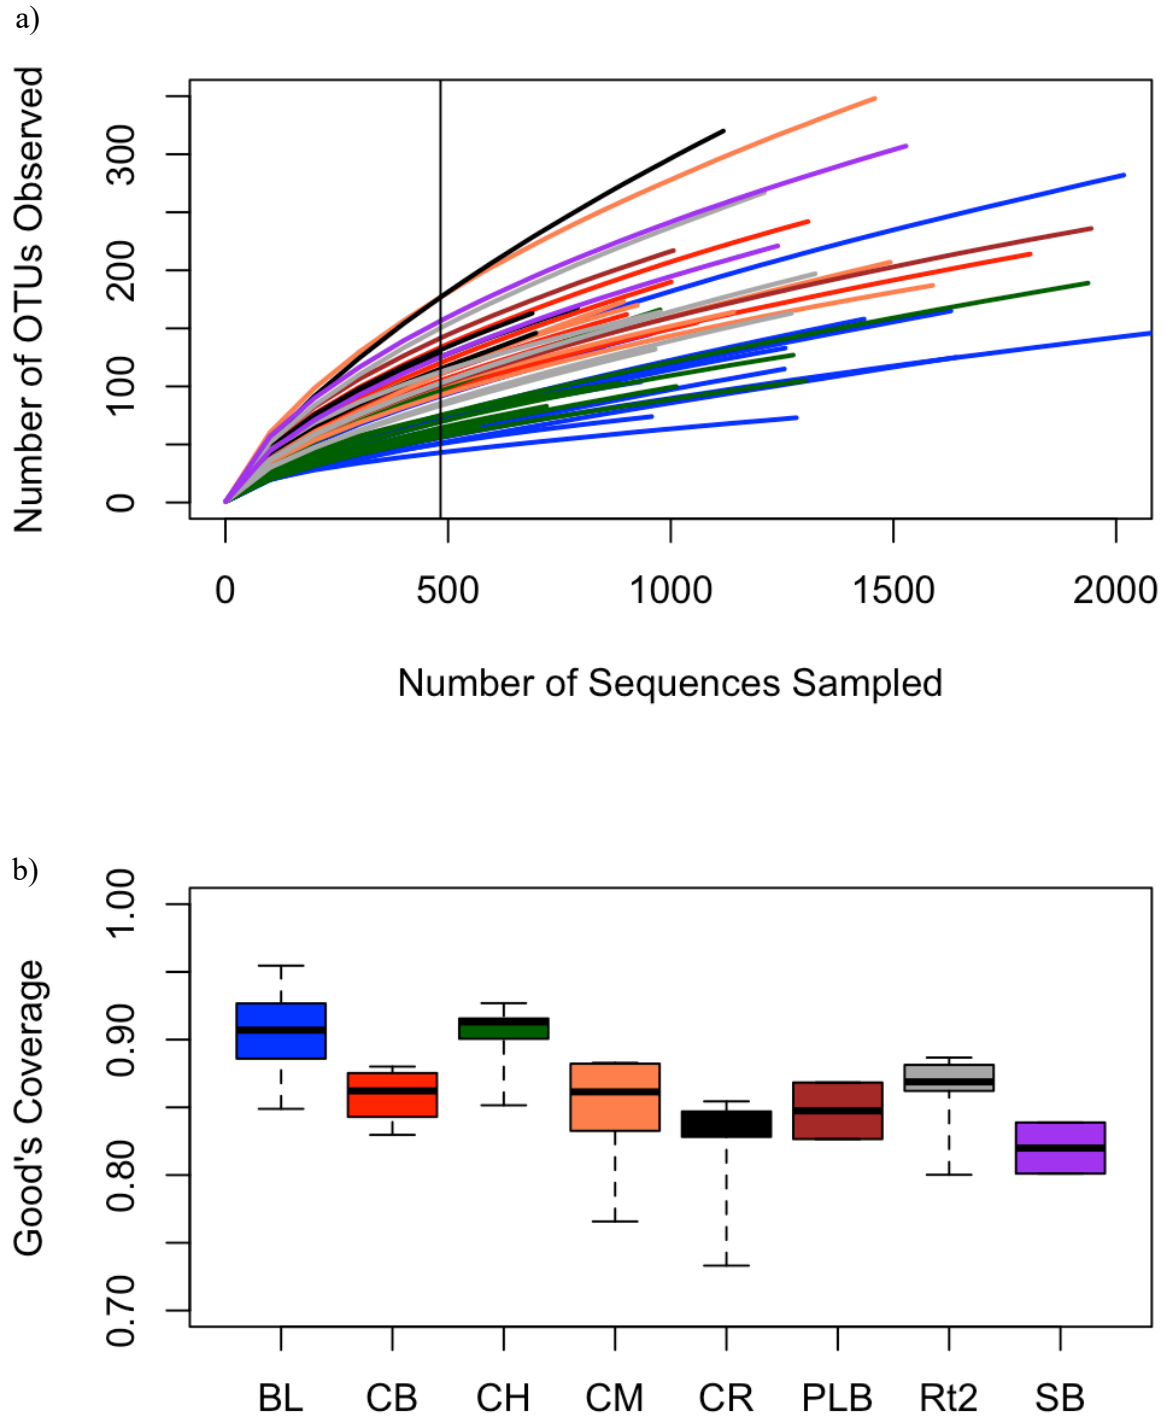 a)
Number of OTUs Observed
0 100 200 300
0 500 1000 1500 2000
Number of Sequences Sampled
b)
Good's Coverage
0.70 0.80 0.90 1.00
BL CB CH CM CR PLB Rt2 SB